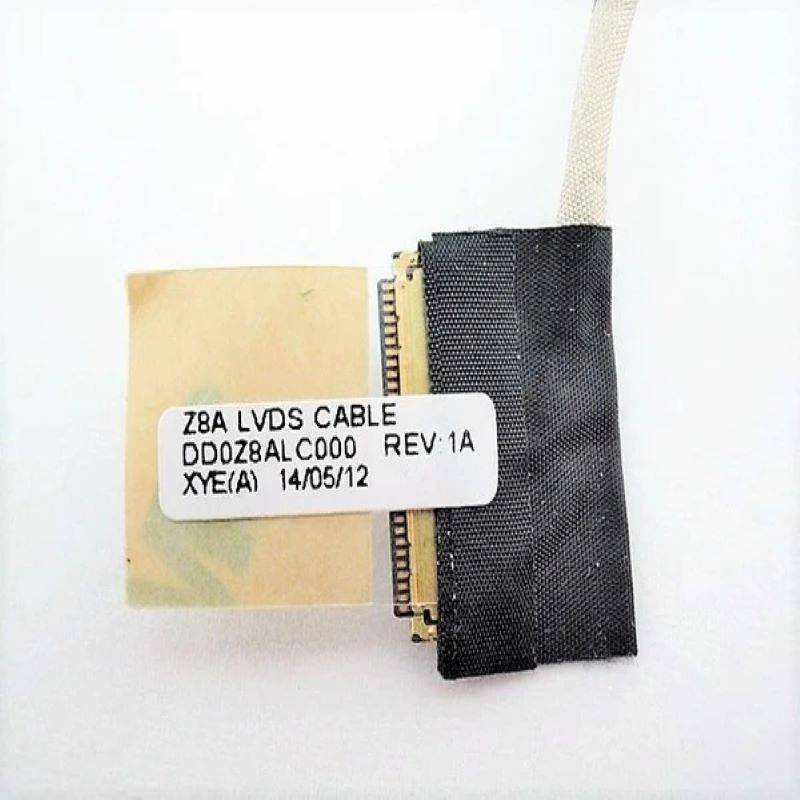 Z8A LVDS CABLE
DD0Z8ALC000 REV:1A
XYE(A) 14/05/12